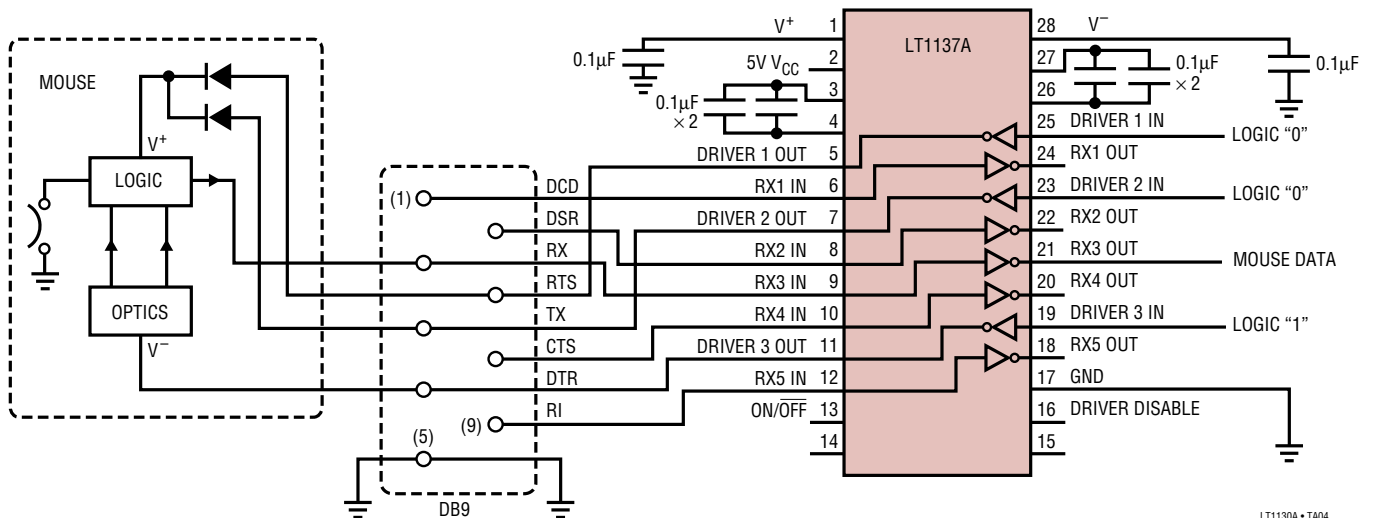 MOUSE
V+
LOGIC
OPTICS
V–
(1)
(5)
(9)
DB9
DCD
DSR
RX
RTS
TX
CTS
DTR
RI
LT1137A
V+ 1
0.1µF
5V VCC 2
3
0.1µF
× 2
4
DRIVER 1 OUT 5
RX1 IN 6
DRIVER 2 OUT 7
RX2 IN 8
RX3 IN 9
RX4 IN 10
DRIVER 3 OUT 11
RX5 IN 12
ON/OFF 13
14
28 V–
0.1µF
27
0.1µF
× 2
26
25 DRIVER 1 IN
LOGIC “0”
24 RX1 OUT
23 DRIVER 2 IN
LOGIC “0”
22 RX2 OUT
21 RX3 OUT
MOUSE DATA
20 RX4 OUT
19 DRIVER 3 IN
LOGIC “1”
18 RX5 OUT
17 GND
16 DRIVER DISABLE
15
LT1130A • TA04